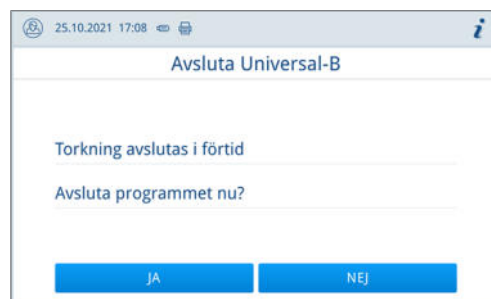 25.10.2021 17:08
i
Avsluta Universal-B
Torkning avslutas i förtid
Avsluta programmet nu?
JA
NEJ